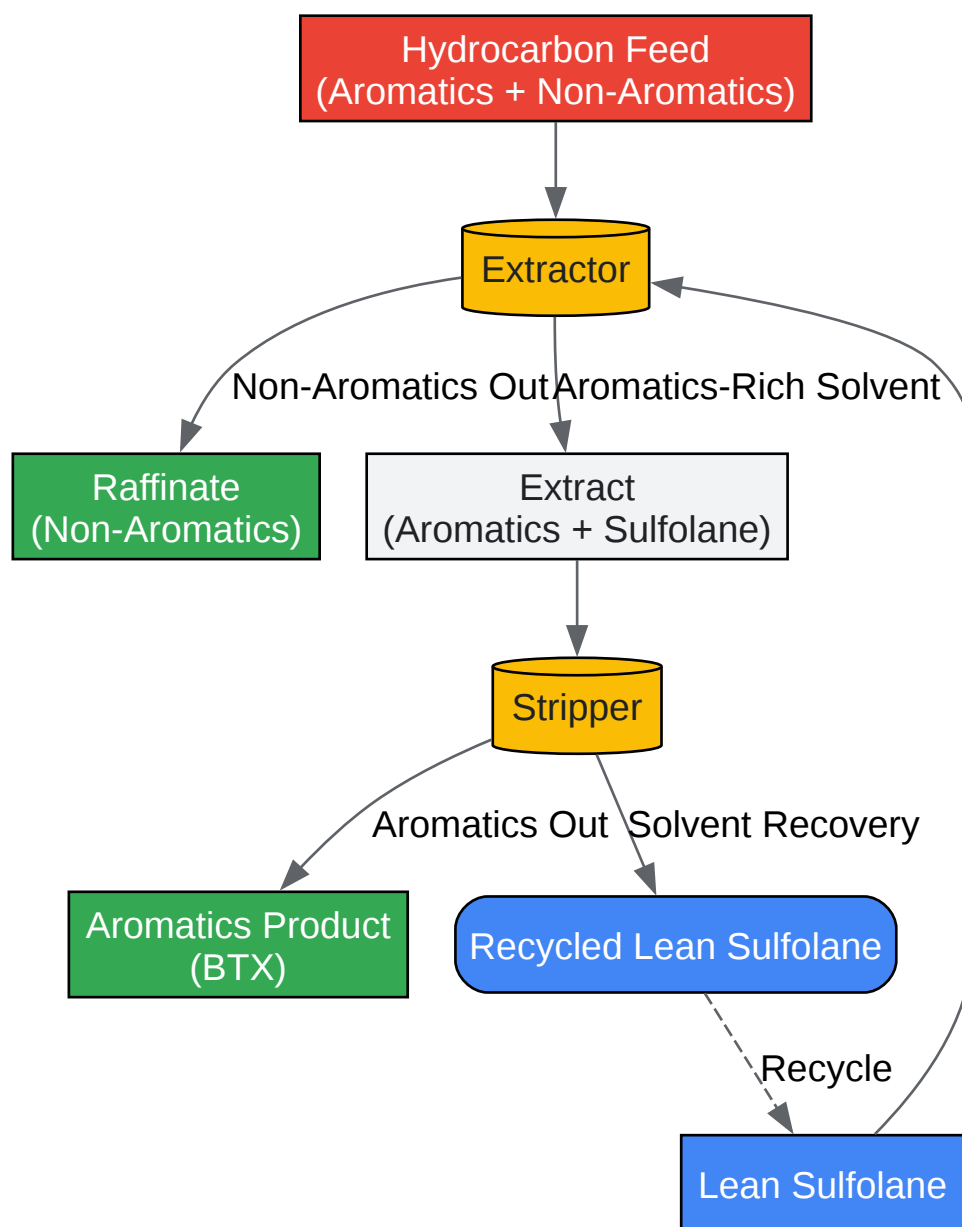 Hydrocarbon Feed
(Aromatics + Non-Aromatics)
Extractor
Non-Aromatics Out
Aromatics-Rich Solvent
Raffinate
(Non-Aromatics)
Extract
(Aromatics + Sulfolane)
Stripper
Aromatics Out
Solvent Recovery
Aromatics Product
(BTX)
Recycled Lean Sulfolane
Recycle
Lean Sulfolane